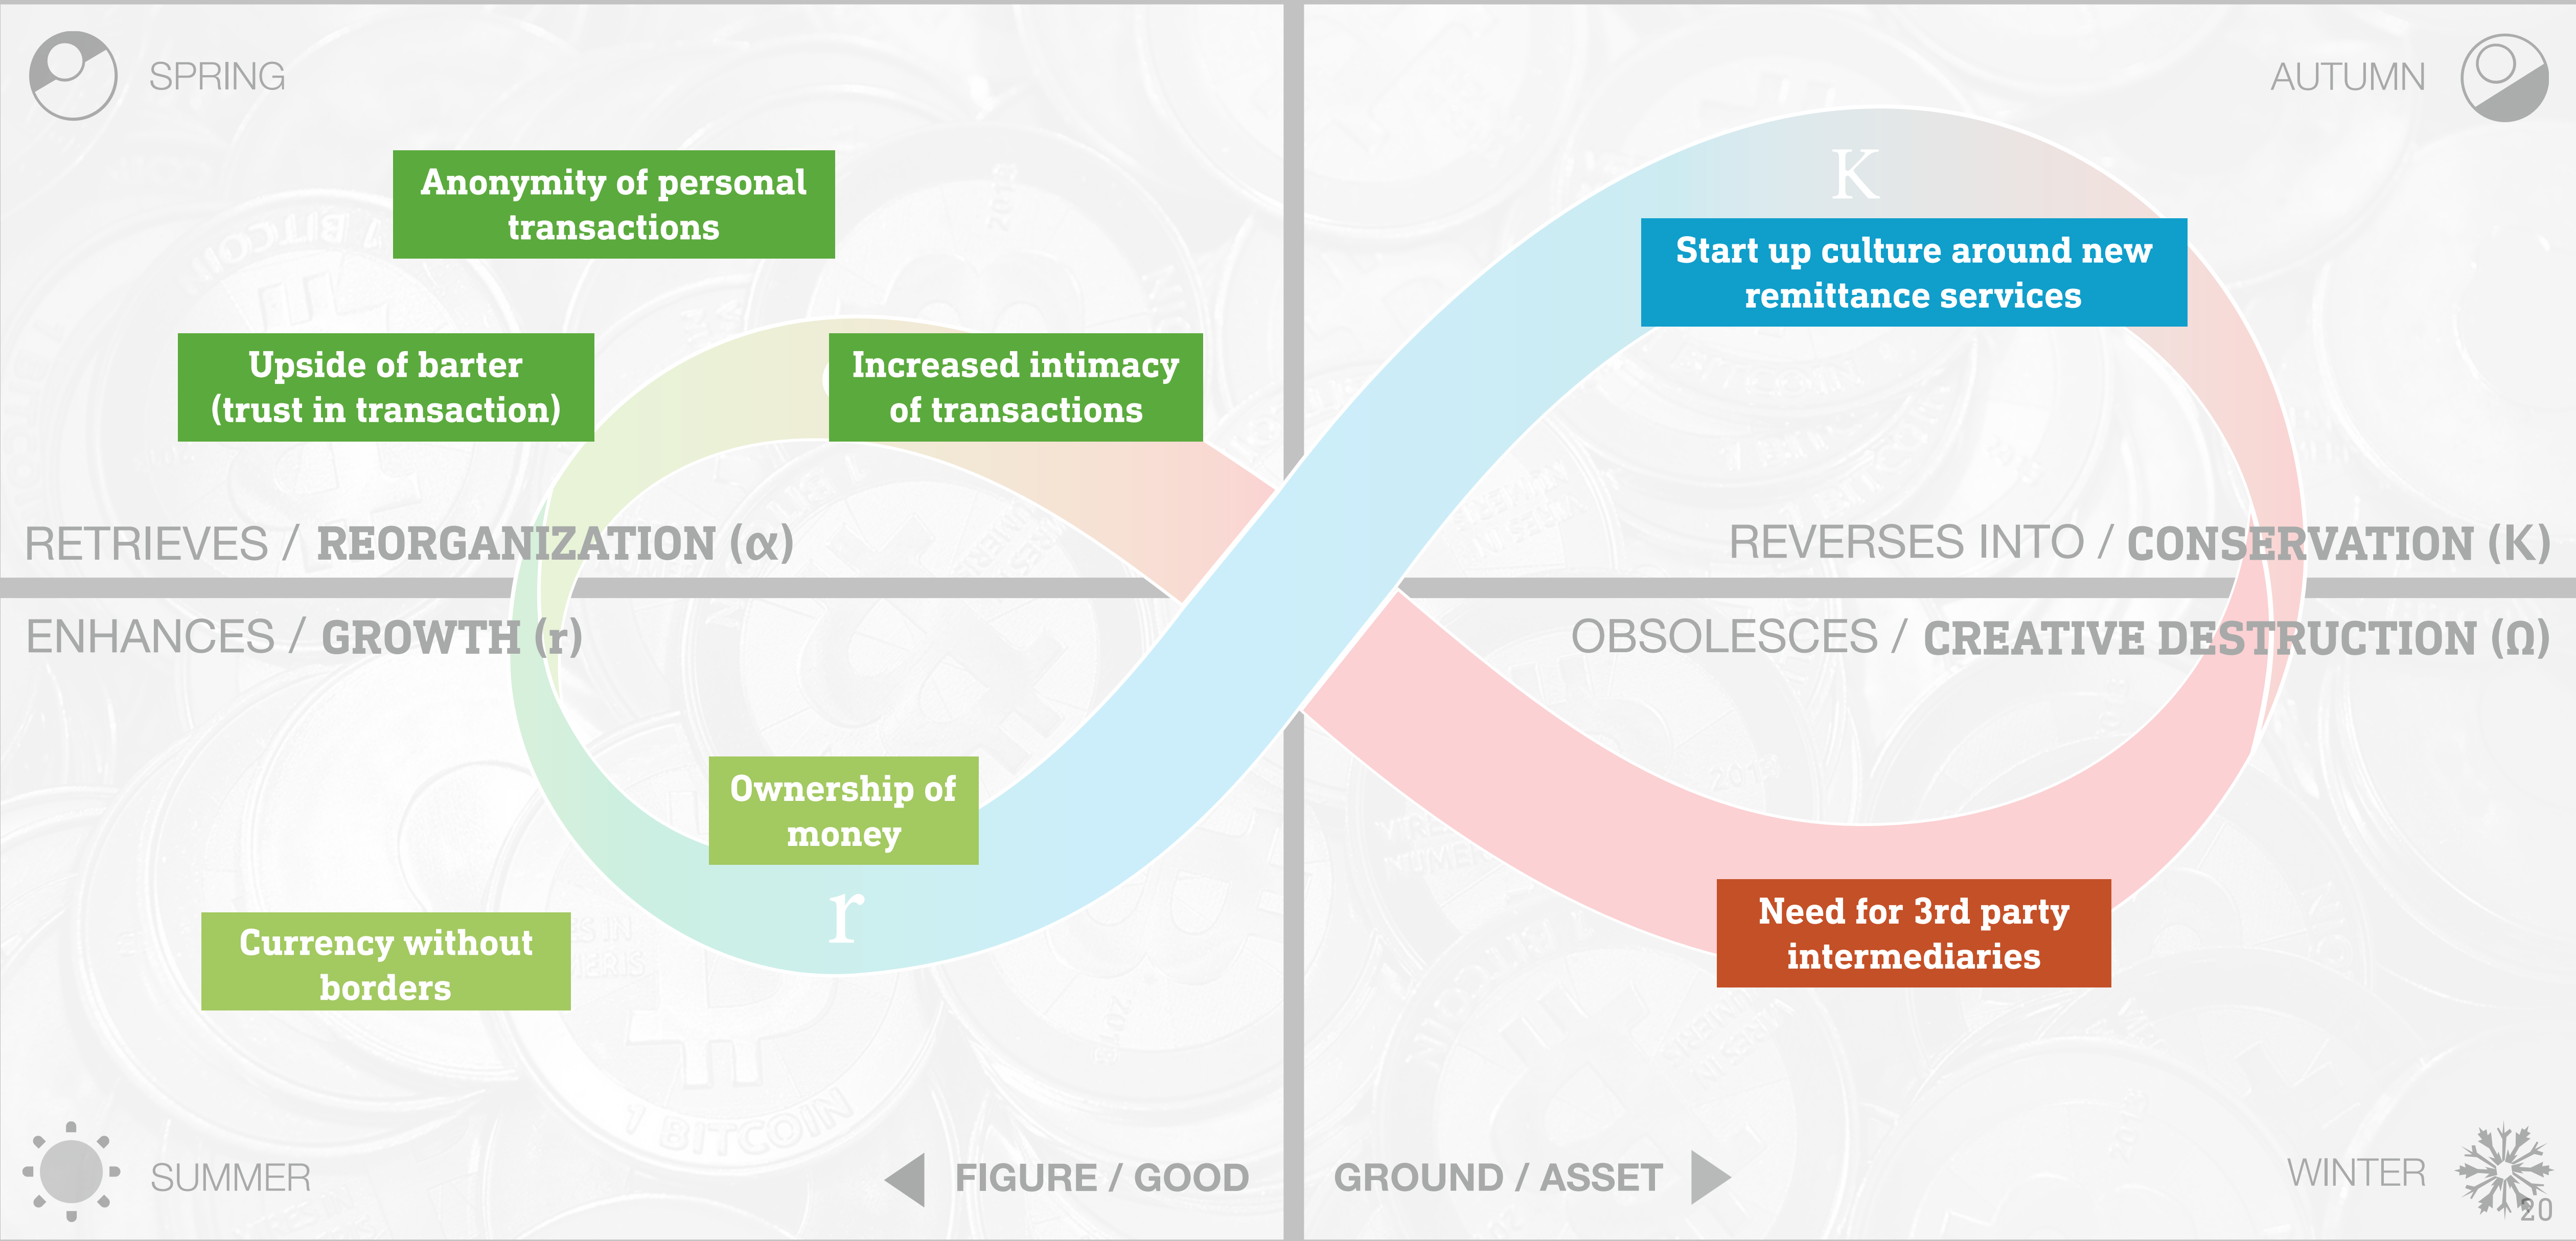 SPRING
Anonymity of personal
transactions
Upside of barter
(trust in transaction)
Increased intimacy
of transactions
RETRIEVES / REORGANIZATION (α)
AUTUMN
K
Start up culture around new
remittance services
REVERSES INTO / CONSERVATION (K)
ENHANCES / GROWTH (r)
Ownership of
money
r
Currency without
borders
1 BITCOIN
SUMMER
FIGURE / GOOD
OBSOLESCES / CREATIVE DESTRUCTION (Ω)
Need for 3rd party
intermediaries
GROUND / ASSET
WINTER
20